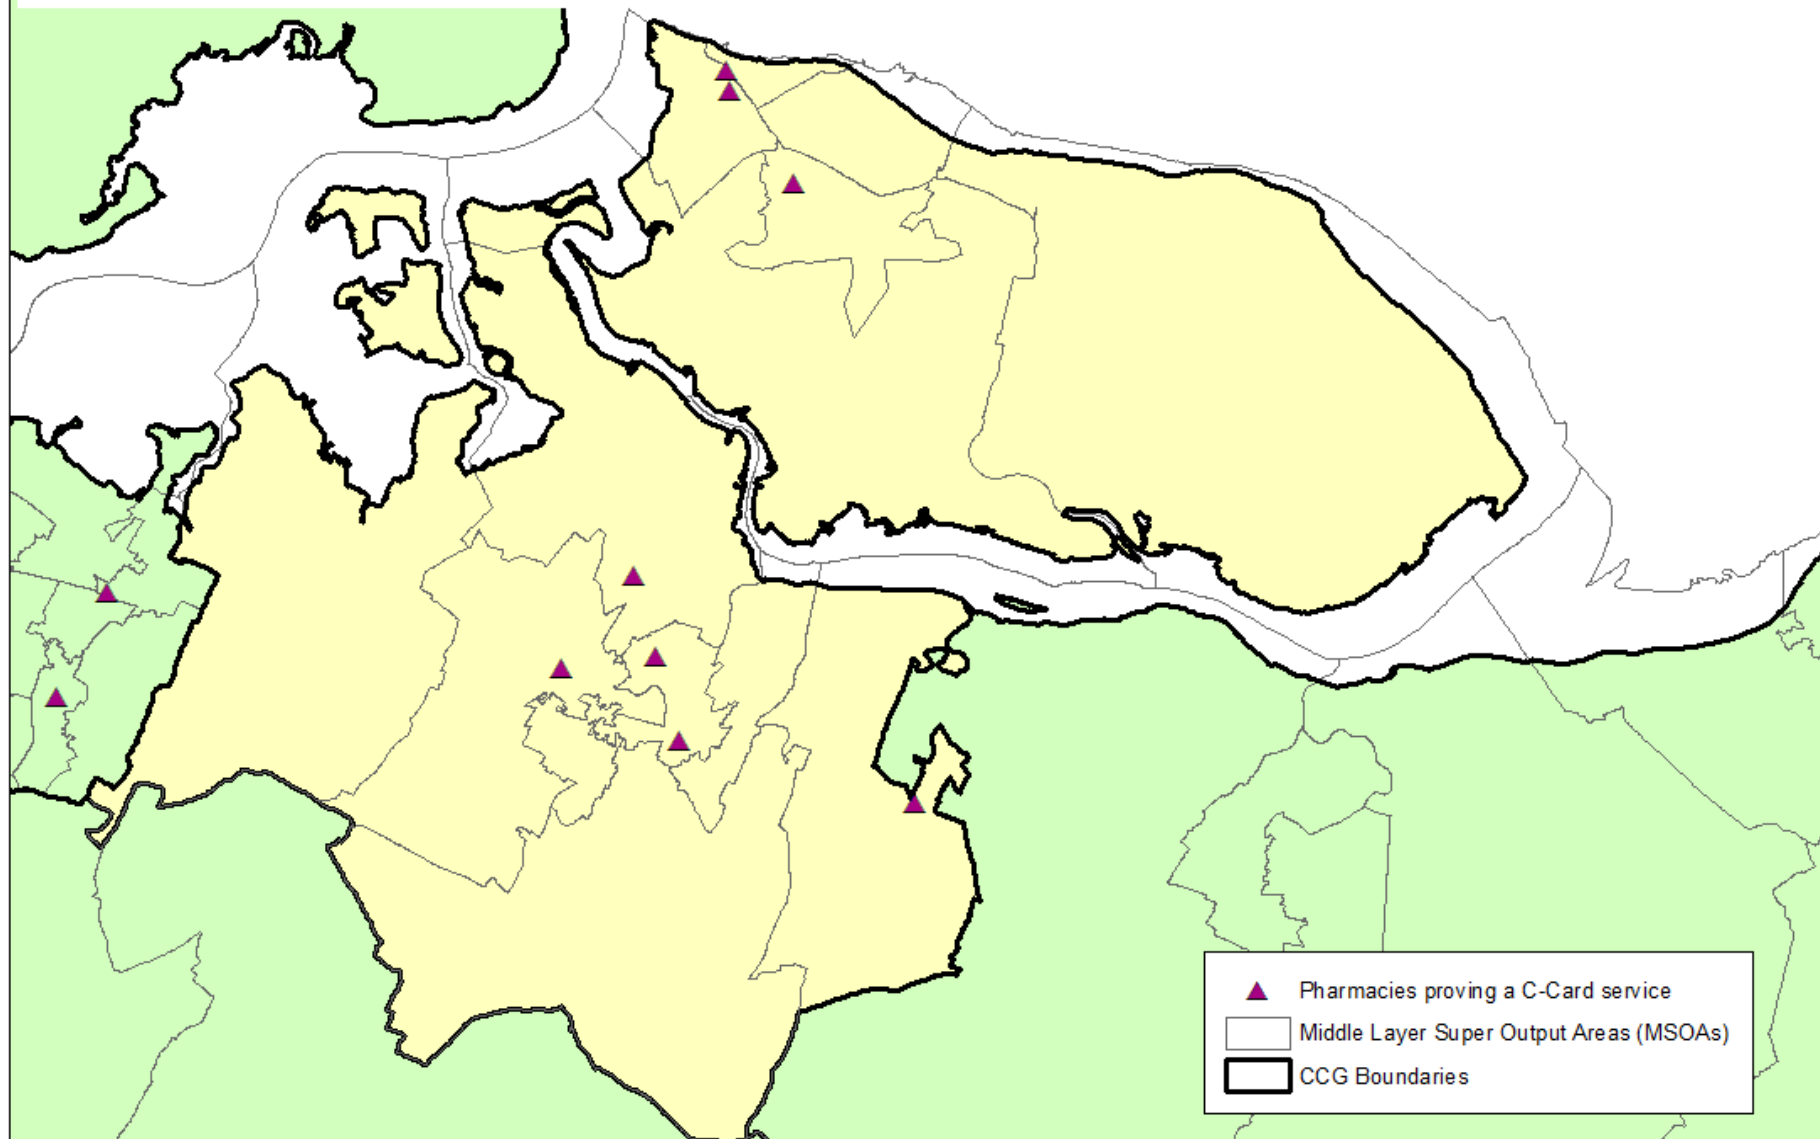 Pharmacies proving a C-Card service
Middle Layer Super Output Areas (MSOAs)
CCG Boundaries